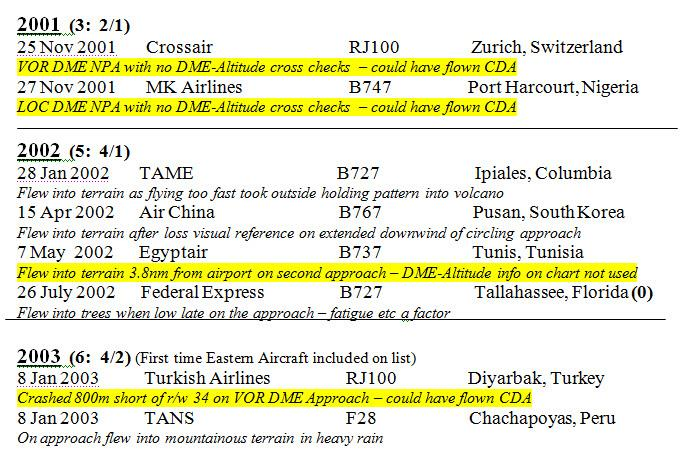 2001 (3: 2/1)
25 Nov 2001 Crossair RJ100 Zurich, Switzerland
VOR DME NPA with no DME-Altitude cross checks – could have flown CDA
27 Nov 2001 MK Airlines B747 Port Harcourt, Nigeria
LOC DME NPA with no DME-Altitude cross checks – could have flown CDA
2002 (5: 4/1)
28 Jan 2002 TAME B727 Ipiales, Columbia
Flew into terrain as flying too fast took outside holding pattern into volcano
15 Apr 2002 Air China B767 Pusan, South Korea
Flew into terrain after loss visual reference on extended downwind of circling approach
7 May 2002 Egyptair B737 Tunis, Tunisia
Flew into terrain 3.8nm from airport on second approach – DME-Altitude info on chart not used
26 July 2002 Federal Express B727 Tallahassee, Florida (0)
Flew into trees when low late on the approach – fatigue etc a factor
2003 (6: 4/2) (First time Eastern Aircraft included on list)
8 Jan 2003 Turkish Airlines RJ100 Diyarbak, Turkey
Crashed 800m short of r/w 34 on VOR DME Approach – could have flown CDA
8 Jan 2003 TANS F28 Chachapoyas, Peru
On approach flew into mountainous terrain in heavy rain